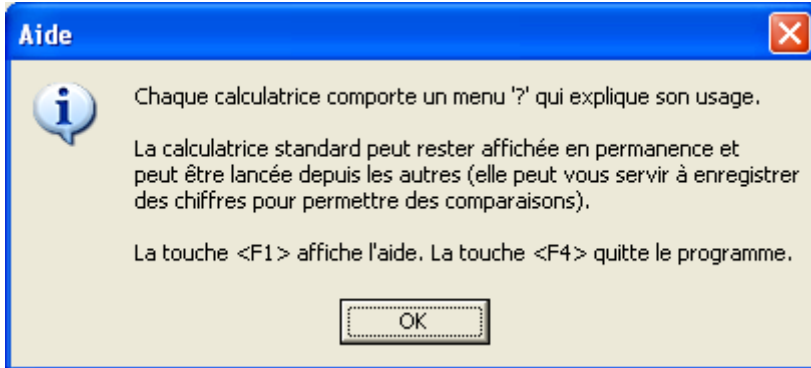 Aide
Chaque calculatrice comporte un menu '?' qui explique son usage.
La calculatrice standard peut rester affichée en permanence et
peut être lancée depuis les autres (elle peut vous servir à enregistrer
des chiffres pour permettre des comparaisons).
La touche <F1> affiche l'aide. La touche <F4> quitte le programme.
OK